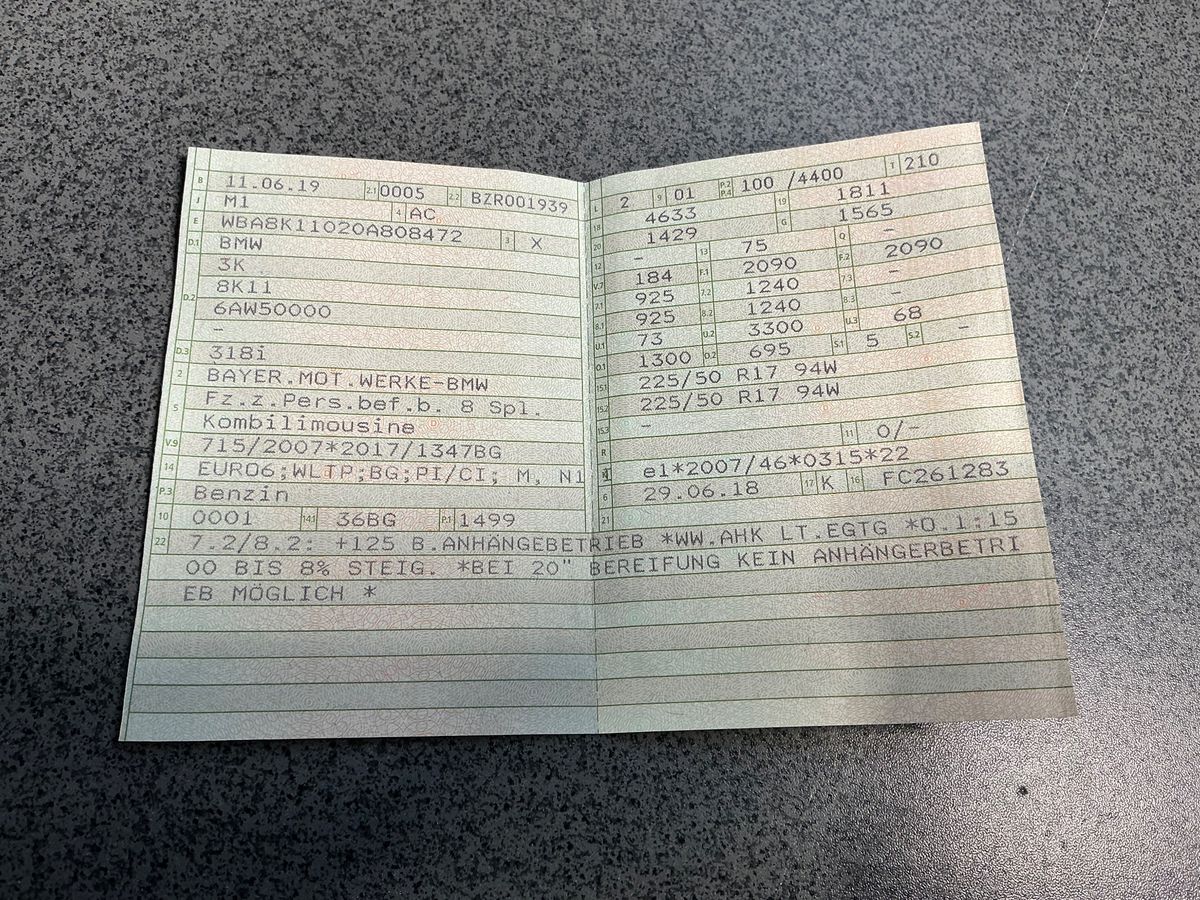 B 11.06.19 2.1 0005 2.2 BZR001939
J M1 4 AC
E WBA8K11020A808472 3 X
D.1 BMW
3K
D.2 8K11
6AW50000
-
D.3 318i
2 BAYER.MOT.WERKE-BMW
5 Fz.z.Pers.bef.b. 8 Spl.
Kombilimousine
V.9 715/2007*2017/1347BG
14 EURO6;WLTP;BG;PI/CI; M, N1
P.3 Benzin
10 0001 14.1 36BG P.1 1499
L 2 9 01 P.2 P.4 100 /4400 T 210
18 4633 19 1811
20 1429 G 1565
12 - 13 75 Q -
V.7 184 F.1 2090 F.2 2090
7.1 925 7.2 1240 7.3 -
8.1 925 8.2 1240 8.3 -
U.1 73 U.2 3300 U.3 68
O.1 1300 O.2 695 S.1 5 S.2 -
15.1 225/50 R17 94W
15.2 225/50 R17 94W
15.3 -
R 11 0/-
K e1*2007/46*0315*22
6 29.06.18 17 K 16 FC261283
21
22 7.2/8.2: +125 B.ANHÄNGEBETRIEB *WW.AHK LT.EGTG *O.1:15
00 BIS 8% STEIG. *BEI 20" BEREIFUNG KEIN ANHÄNGERBETRI
EB MÖGLICH *